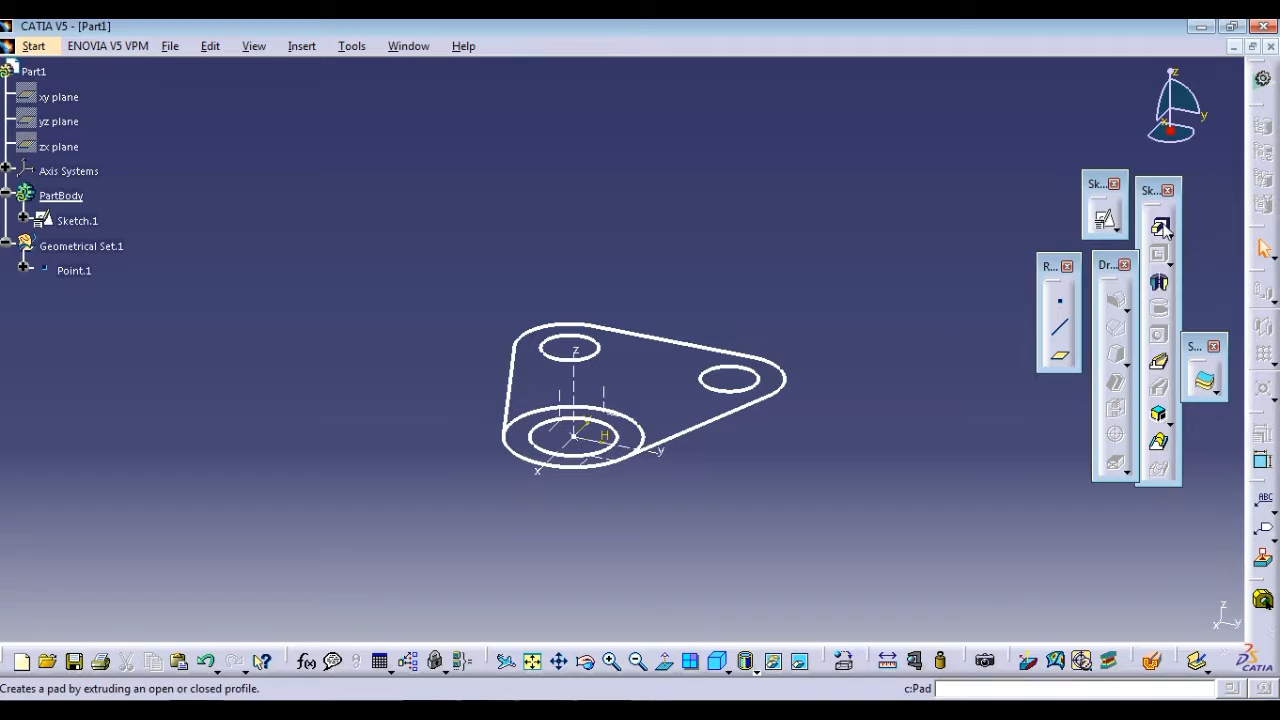 CATIA V5 - [Part1]
Start
ENOVIA V5 VPM
File
Edit
View
Insert
Tools
Window
Help
Part1
xy plane
yz plane
zx plane
Axis Systems
PartBody
Sketch.1
Geometrical Set.1
Point.1
z
y
x
Sk...
Sk...
R...
Dr...
S...
z
H
y
x
ABC
z
x
y
f(x)
CATIA
Creates a pad by extruding an open or closed profile.
c:Pad